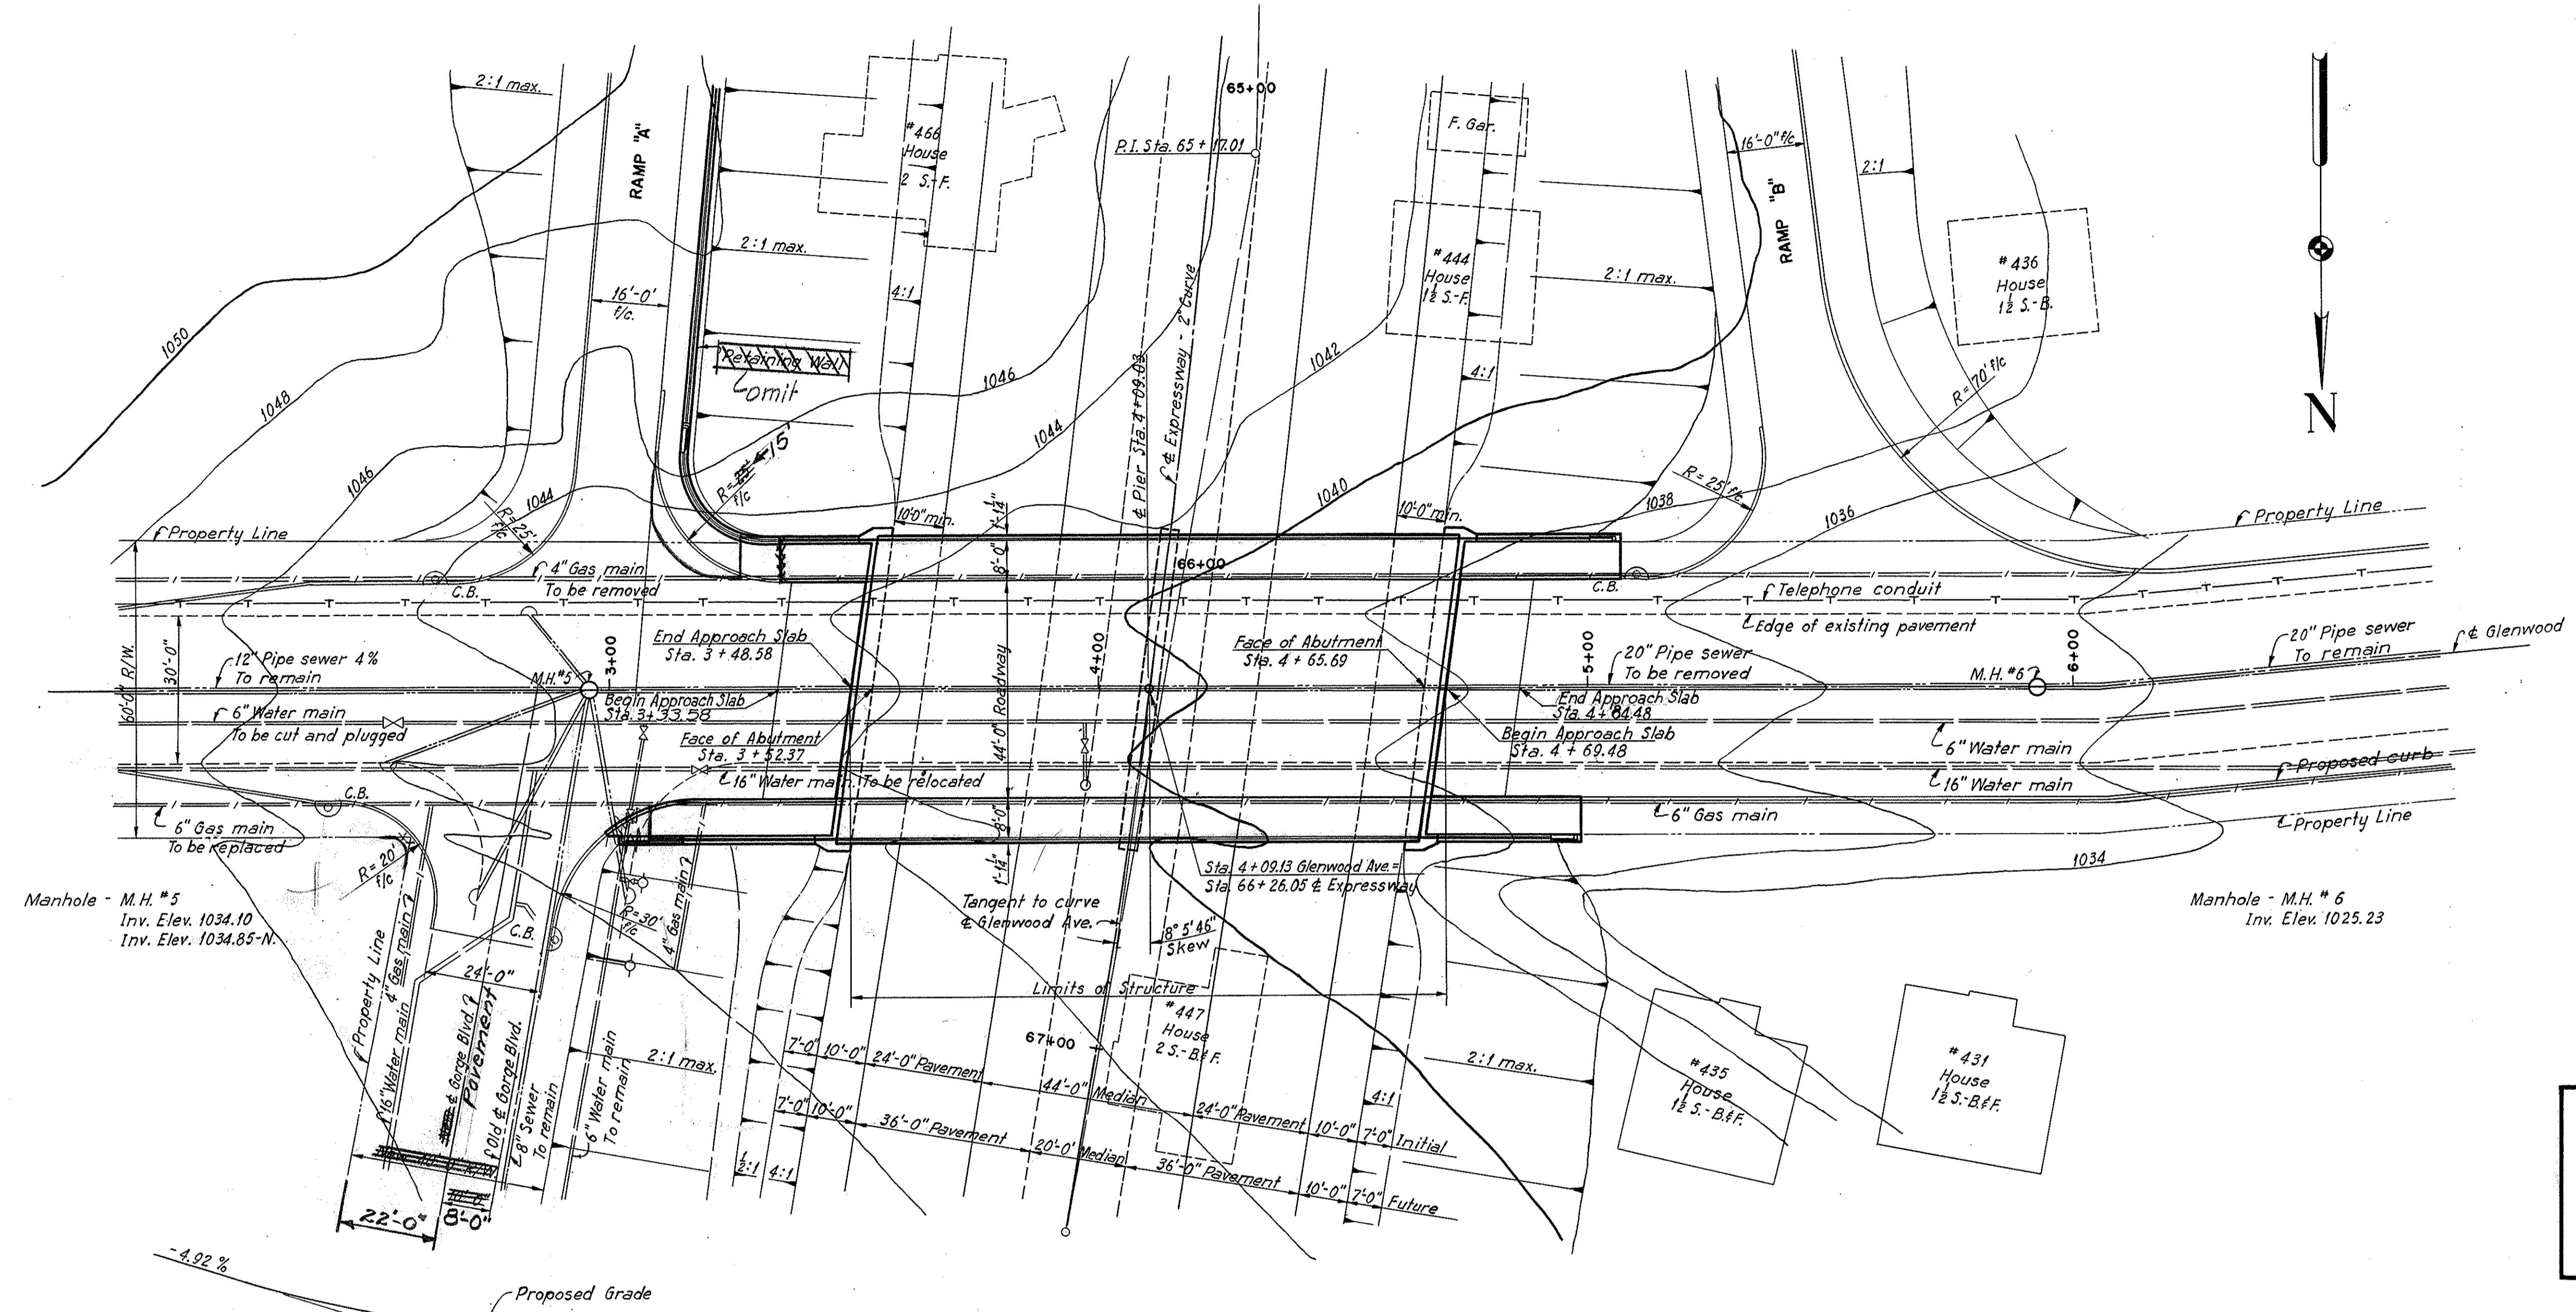 2:1 max.
RAMP "A"
#466
House
2 S.-F.
65+00
P.I. Sta. 65 + 17.01
F. Gar.
16'-0" f/c
RAMP "B"
2:1
2:1 max.
#444
House
1½ S.-F.
2:1 max.
# 436
House
1½ S.-B.
16'-0'
f/c.
4:1
1050
Retaining Wall
omit
1048
1046
1042
4:1
℄ Pier Sta. 4+09.03
℄ Expressway - 2° Curve
R = 70' f/c
N
1046
1044
R = 25' 15'
f/c
1044
R = 25'
f/c
1040
1038
R = 25' f/c
1036
10'-0" min.
1'-1¼"
10'-0" min.
Property Line
Property Line
4" Gas main
To be removed
C.B.
8'-0"
66+00
C.B.
Telephone conduit
Edge of existing pavement
60'-0" R/W.
30'-0"
12" Pipe sewer 4%
To remain
M.H.#5
3+00
End Approach Slab
Sta. 3 + 48.58
4+00
Face of Abutment
Sta. 4 + 65.69
5+00
20" Pipe sewer
To be removed
M.H.#6
6+00
20" Pipe sewer
To remain
℄ Glenwood
Begin Approach Slab
Sta. 3+33.58
End Approach Slab
Sta. 4+84.48
6" Water main
To be cut and plugged
Face of Abutment
Sta. 3 + 52.37
44'-0" Roadway
Begin Approach Slab
Sta. 4 + 69.48
6" Water main
16" Water main To be relocated
Proposed curb
16" Water main
C.B.
6" Gas main
To be replaced
8'-0"
6" Gas main
Property Line
R = 20'
f/c
1'-1¼"
Sta. 4+09.13 Glenwood Ave.=
Sta. 66+26.05 ℄ Expressway
1034
Manhole - M.H. #5
Inv. Elev. 1034.10
Inv. Elev. 1034.85-N.
Manhole - M.H. # 6
Inv. Elev. 1025.23
R = 30'
f/c
4" Gas main?
C.B.
Tangent to curve
℄ Glenwood Ave.
8° 5' 46"
Skew
Property Line
4" Gas main?
24'-0"
Limits of Structure
#447
House
2 S.-B.&F.
67+00
16" Water main
℄ Gorge Blvd.?
Pavement
Old ℄ Gorge Blvd.
8" Sewer
To remain
6" Water main
To remain
2:1 max.
7'-0" 10'-0" 24'-0" Pavement
44'-0" Median
24'-0" Pavement 10'-0" 7'-0" Initial
4:1
2:1 max.
#435
House
1½ S.-B.&F.
#431
House
1½ S.-B.&F.
7'-0" 10'-0" 36'-0" Pavement
20'-0' Median
36'-0" Pavement 10'-0" 7'-0" Future
½:1 4:1
22'-0" 8'-0"
-4.92 %
Proposed Grade